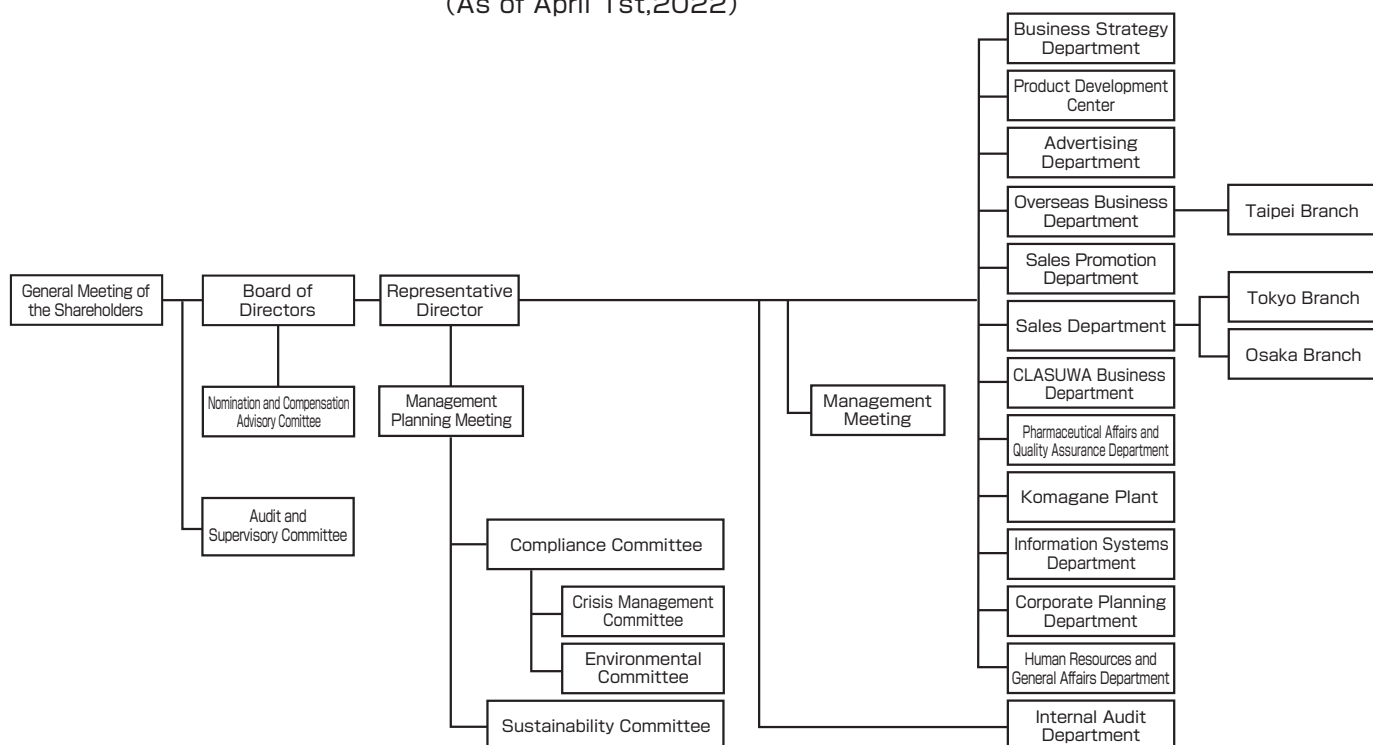 (As of April 1st,2022)
Business Strategy
Department
Product Development
Center
Advertising
Department
Overseas Business
Department
Taipei Branch
Sales Promotion
Department
General Meeting of
the Shareholders
Board of
Directors
Representative
Director
Sales Department
Tokyo Branch
Osaka Branch
CLASUWA Business
Department
Nomination and Compensation
Advisory Comittee
Management
Planning Meeting
Management
Meeting
Pharmaceutical Affairs and
Quality Assurance Department
Komagane Plant
Audit and
Supervisory Committee
Compliance Committee
Information Systems
Department
Crisis Management
Committee
Corporate Planning
Department
Environmental
Committee
Human Resources and
General Affairs Department
Sustainability Committee
Internal Audit
Department